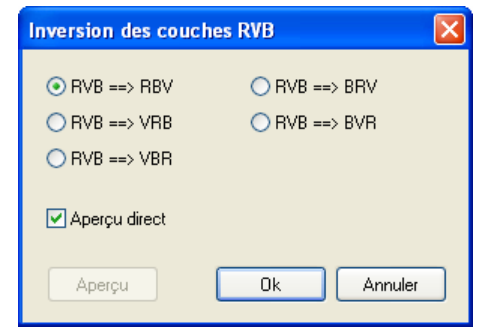 Inversion des couches RVB
RVB ==> RBV
RVB ==> BRV
RVB ==> VRB
RVB ==> BVR
RVB ==> VBR
Aperçu direct
Aperçu
Ok
Annuler